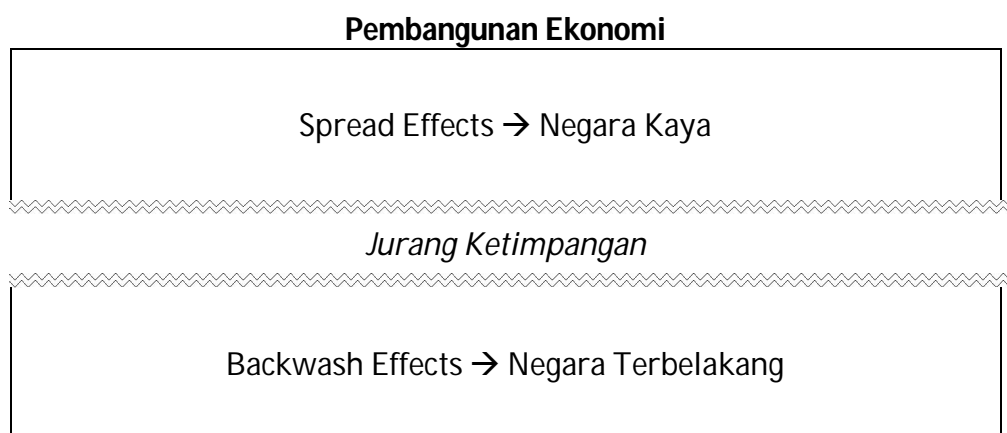 Pembangunan Ekonomi
Spread Effects → Negara Kaya
Jurang Ketimpangan
Backwash Effects → Negara Terbelakang